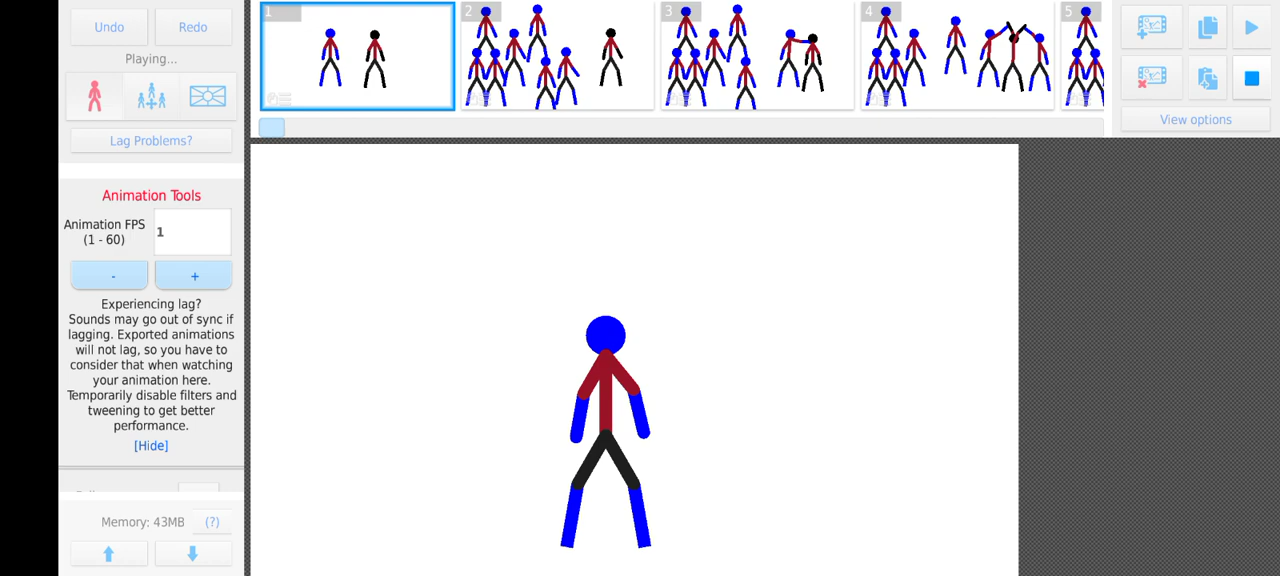 Undo
Redo
Playing...
Lag Problems?
Animation Tools
Animation FPS
(1 - 60)
1
-
+
Experiencing lag?
Sounds may go out of sync if
lagging. Exported animations
will not lag, so you have to
consider that when watching
your animation here.
Temporarily disable filters and
tweening to get better
performance.
[Hide]
Memory: 43MB
(?)
1
2
3
4
5
View options